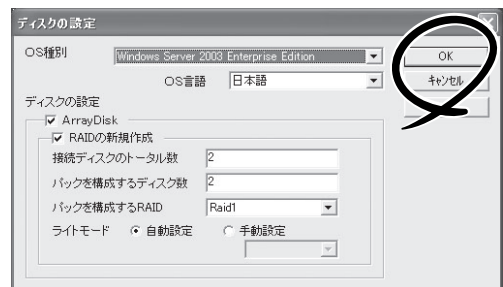 ディスクの設定
OS種別 Windows Server 2003 Enterprise Edition
OK
OS言語 日本語
キャンセル
ディスクの設定
ArrayDisk
RAIDの新規作成
接続ディスクのトータル数 2
パックを構成するディスク数 2
パックを構成するRAID Raid1
ライトモード 自動設定 手動設定